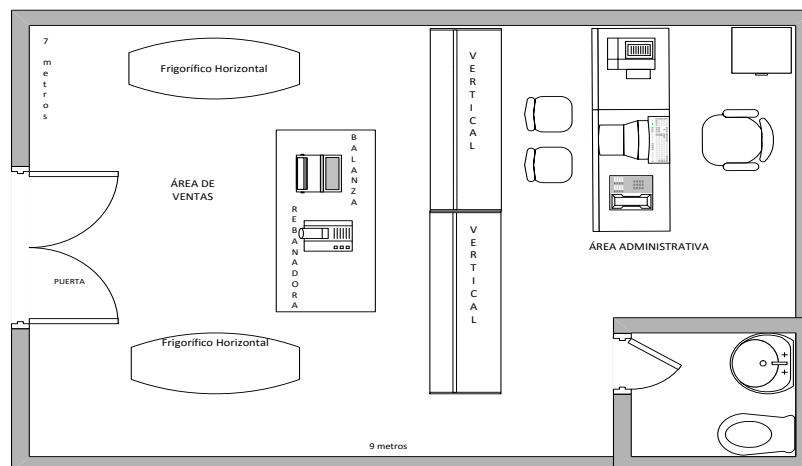 7 metros
Frigorífico Horizontal
VERTICAL
BALANZA
ÁREA DE
VENTAS
REBANADORA
VERTICAL
ÁREA ADMINISTRATIVA
PUERTA
Frigorífico Horizontal
9 metros